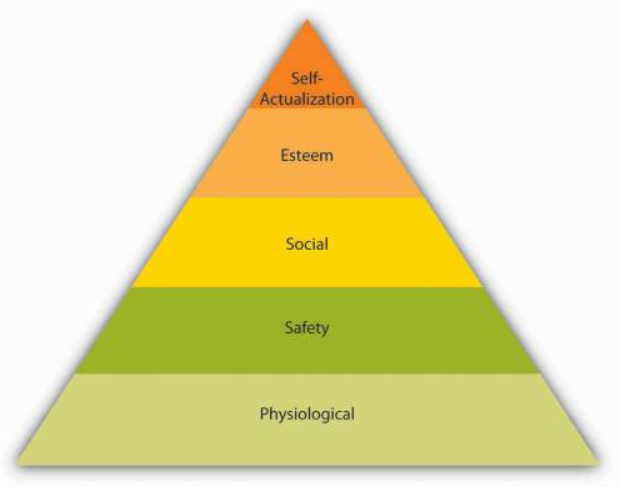 Self-
Actualization
Esteem
Social
Safety
Physiological